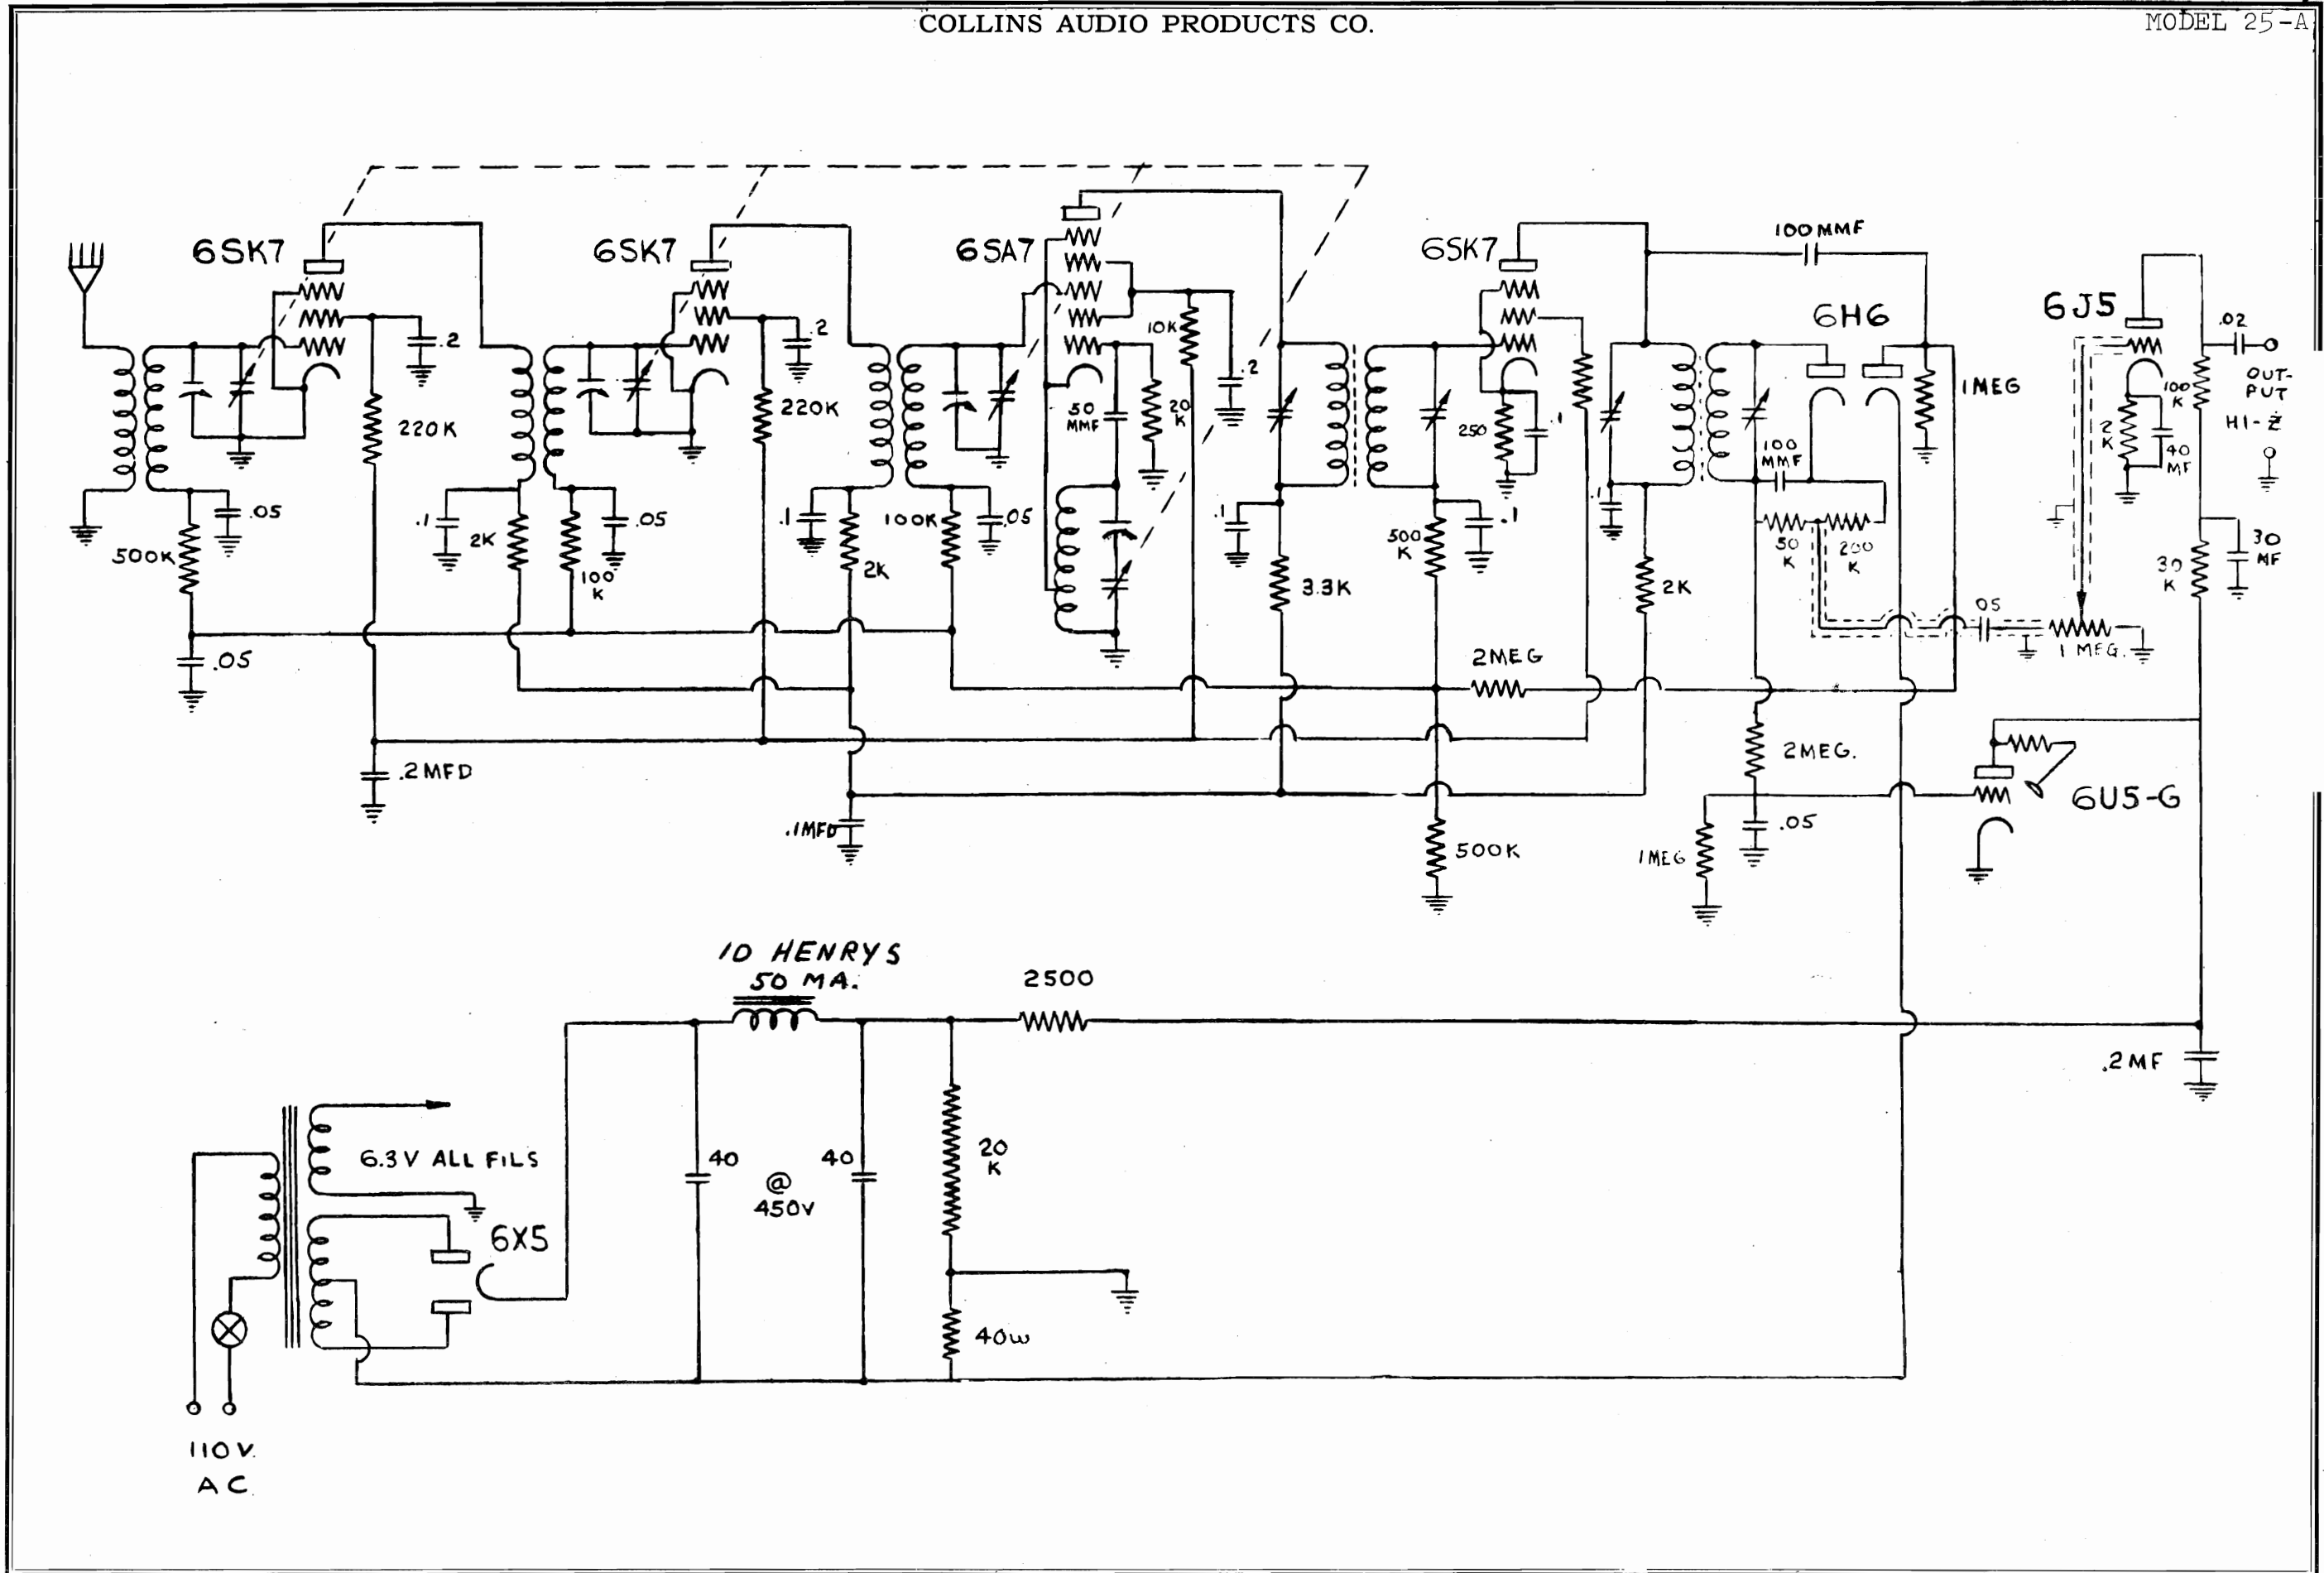 COLLINS AUDIO PRODUCTS CO.
MODEL 25-A
6SK7
6SK7
6SA7
6SK7
100MMF
6H6
6J5
.02
OUT-
PUT
HI-Z
.2
220K
.2
220K
10K
.2
50
MMF
20
K
250
.1
1MEG
100
K
2
K
40
MF
100
MMF
.05
500K
.1
2K
.05
100
K
.1
2K
100K
.05
.1
3.3K
500
K
.1
.1
2K
50
K
200
K
30
MF
30
K
.05
05
1 MEG.
2MEG
.2MFD
.1MFD
500K
2MEG.
.05
1MEG
6U5-G
10 HENRYS
50 MA.
2500
.2MF
6.3V ALL FILS
6X5
40
@
450V
40
20
K
40ω
110V.
AC.